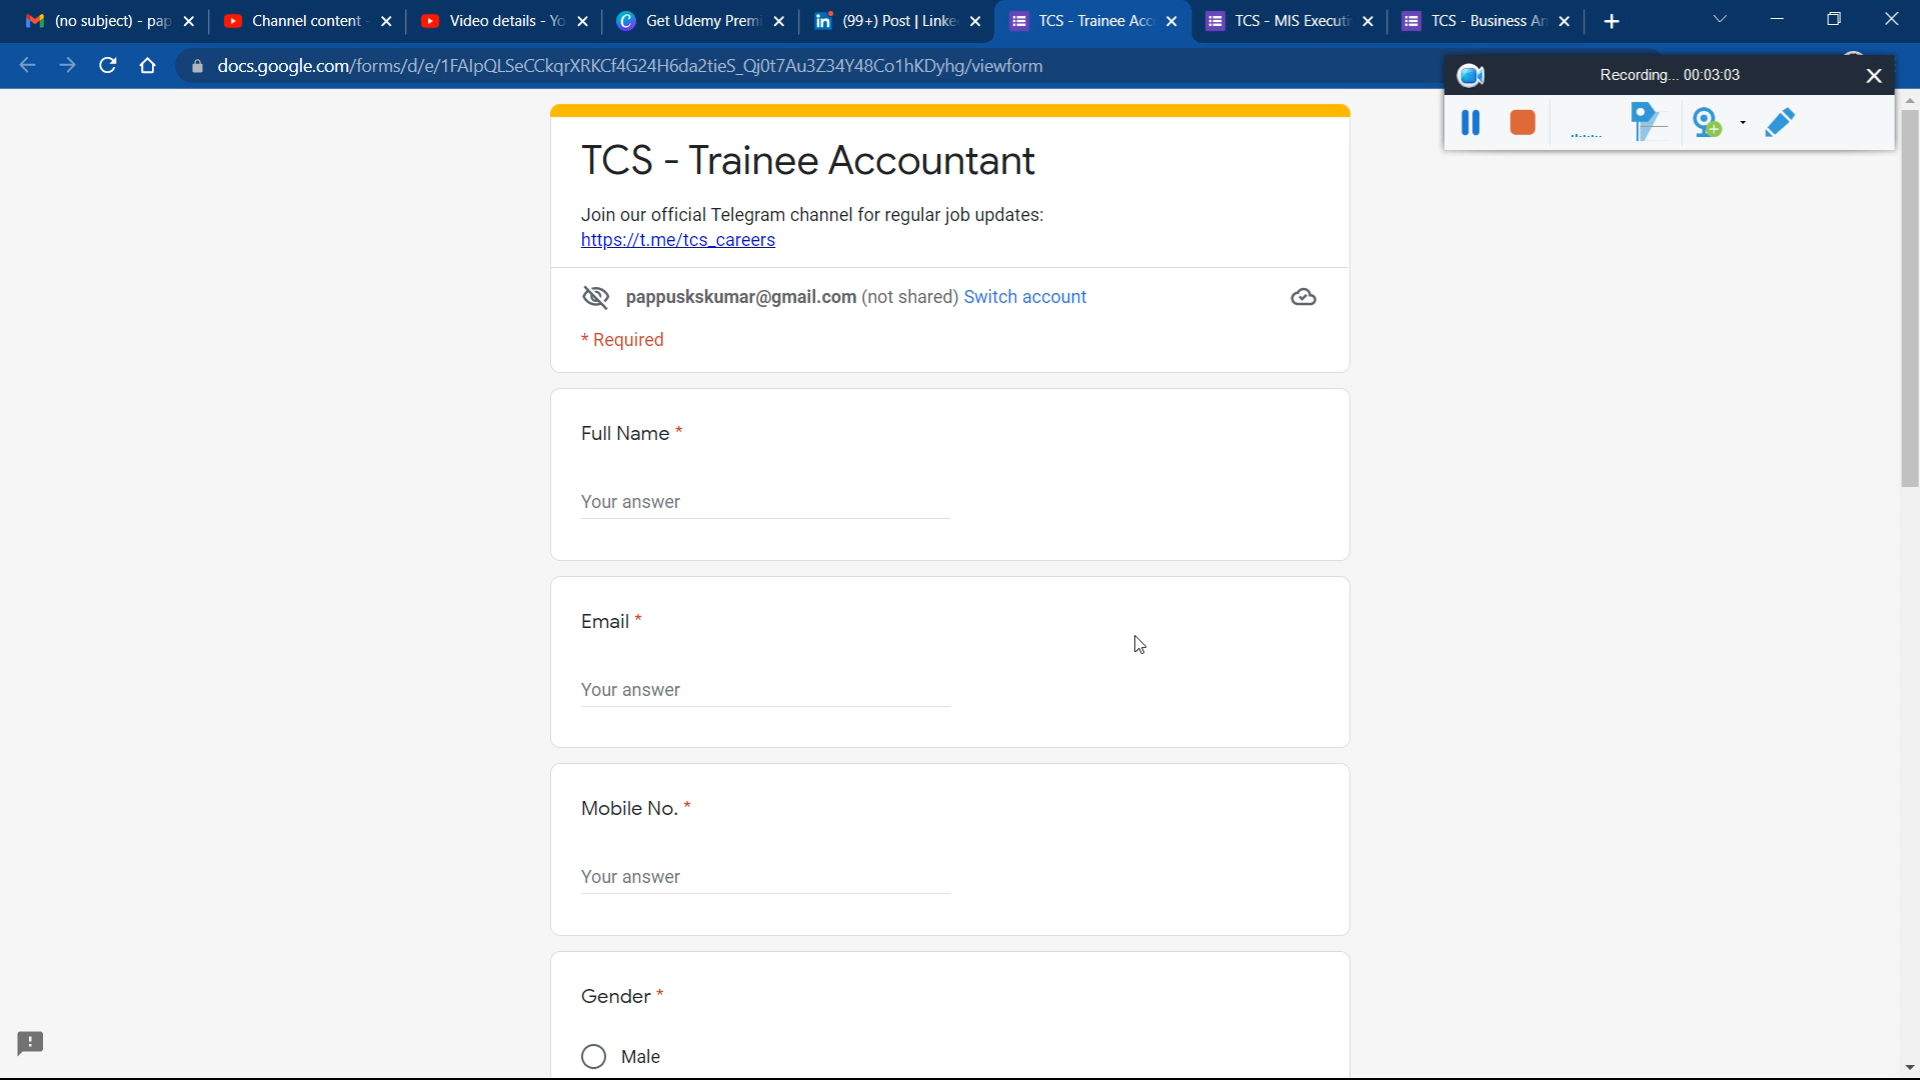 (no subject) - pap
Channel content
Video details - Yo
Get Udemy Premi
(99+) Post | Linke
TCS - Trainee Acc
TCS - MIS Executi
TCS - Business An
docs.google.com/forms/d/e/1FAIpQLSeCCkqrXRKCf4G24H6da2tieS_Qj0t7Au3Z34Y48Co1hKDyhg/viewform
Recording... 00:03:03
TCS - Trainee Accountant
Join our official Telegram channel for regular job updates:
https://t.me/tcs_careers
pappuskskumar@gmail.com (not shared) Switch account
* Required
Full Name *
Your answer
Email *
Your answer
Mobile No. *
Your answer
Gender *
Male